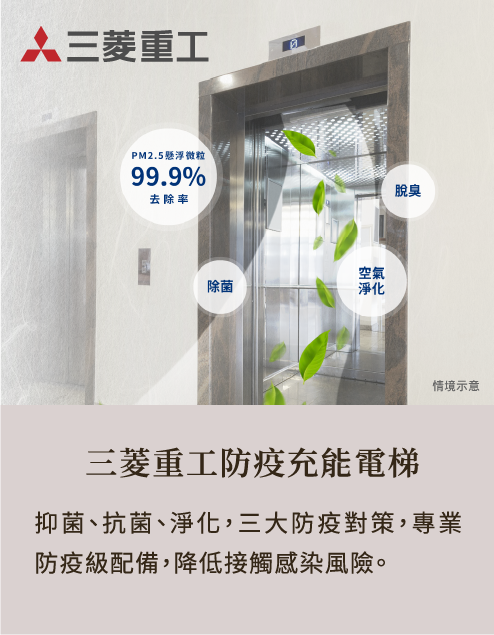 三菱重工
PM2.5懸浮微粒
99.9%
去除率
脫臭
除菌
空氣
淨化
情境示意
三菱重工防疫充能電梯
抑菌、抗菌、淨化，三大防疫對策，專業
防疫級配備，降低接觸感染風險。